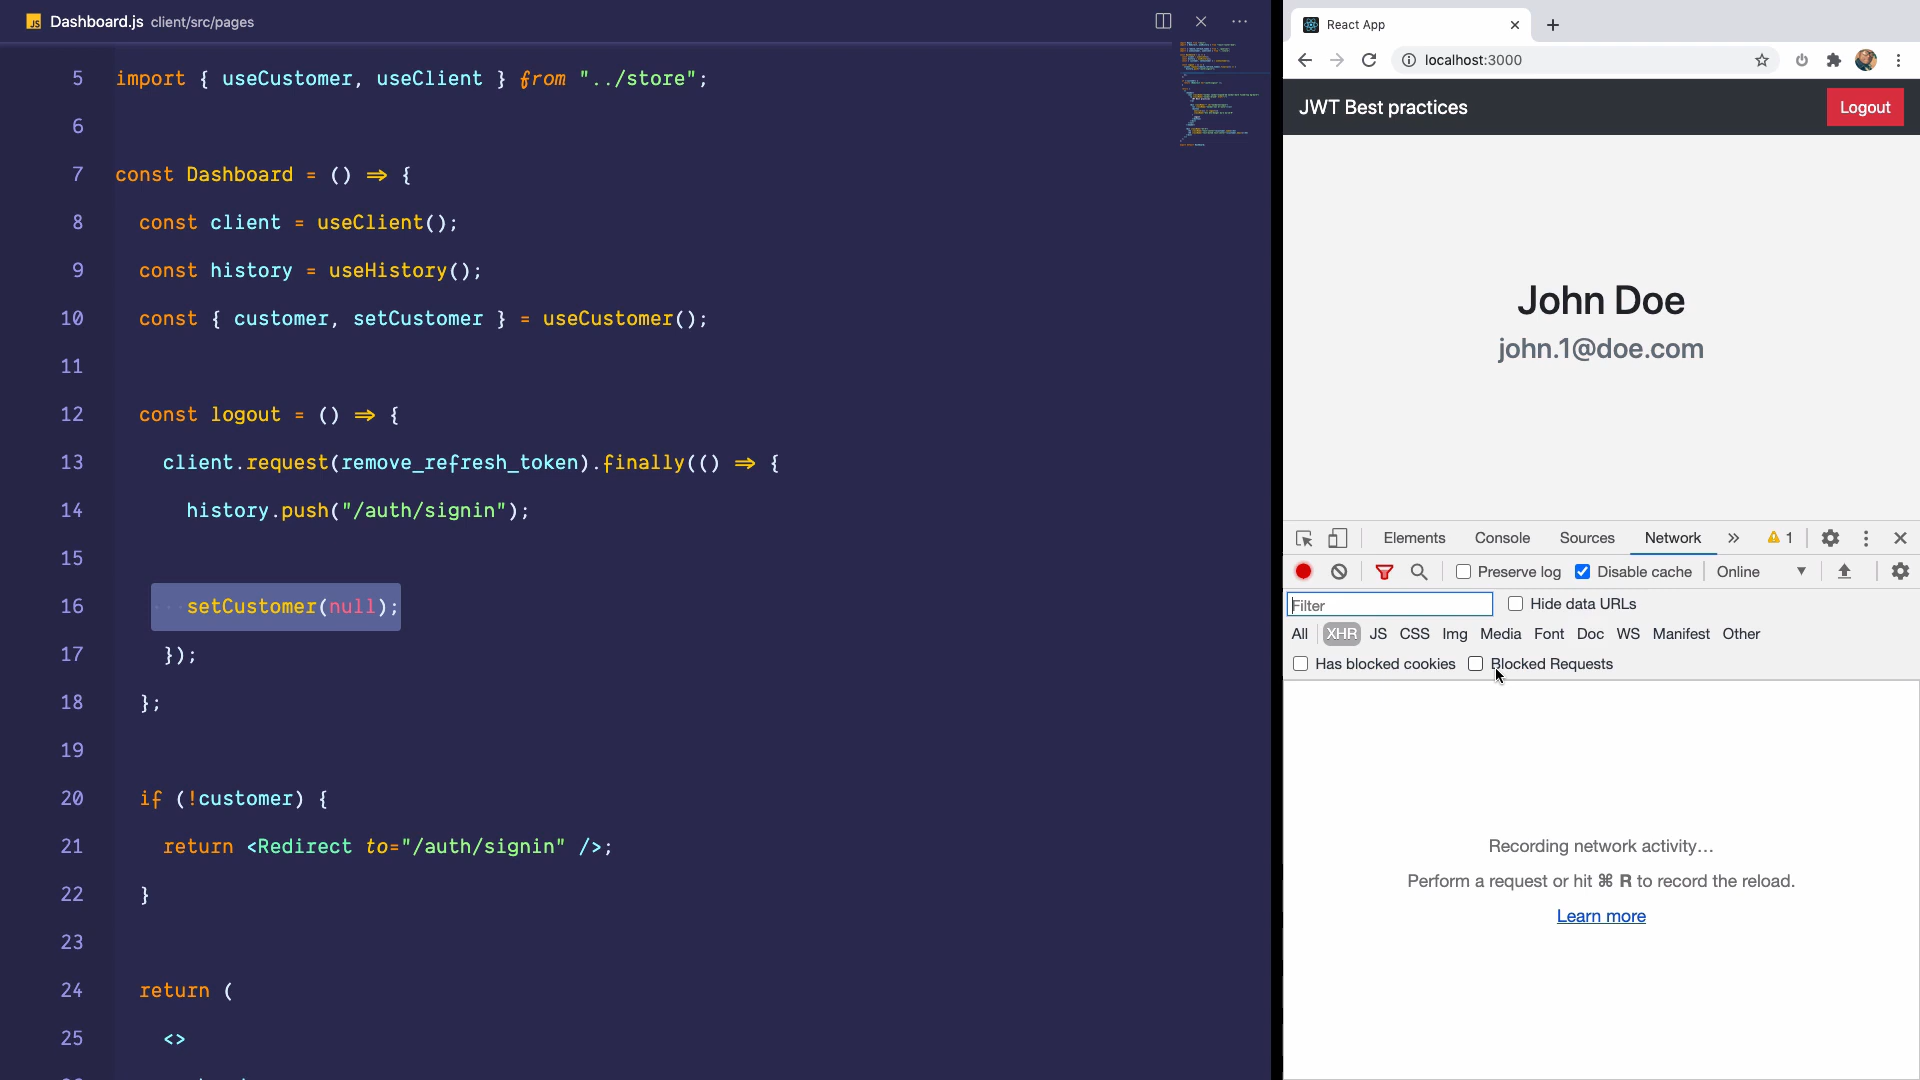 JS Dashboard.js client/src/pages
5 import { useCustomer, useClient } from "../store";
6
7 const Dashboard = () ⇒ {
8 const client = useClient();
9 const history = useHistory();
10 const { customer, setCustomer } = useCustomer();
11
12 const logout = () ⇒ {
13 client.request(remove_refresh_token).finally(() ⇒ {
14 history.push("/auth/signin");
15
16 setCustomer(null);
17 });
18 };
19
20 if (!customer) {
21 return <Redirect to="/auth/signin" />;
22 }
23
24 return (
25 <>
React App
localhost:3000
JWT Best practices Logout
John Doe
john.1@doe.com
Elements Console Sources Network » 1
Preserve log Disable cache Online
Filter Hide data URLs
All XHR JS CSS Img Media Font Doc WS Manifest Other
Has blocked cookies Blocked Requests
Recording network activity…
Perform a request or hit ⌘ R to record the reload.
Learn more